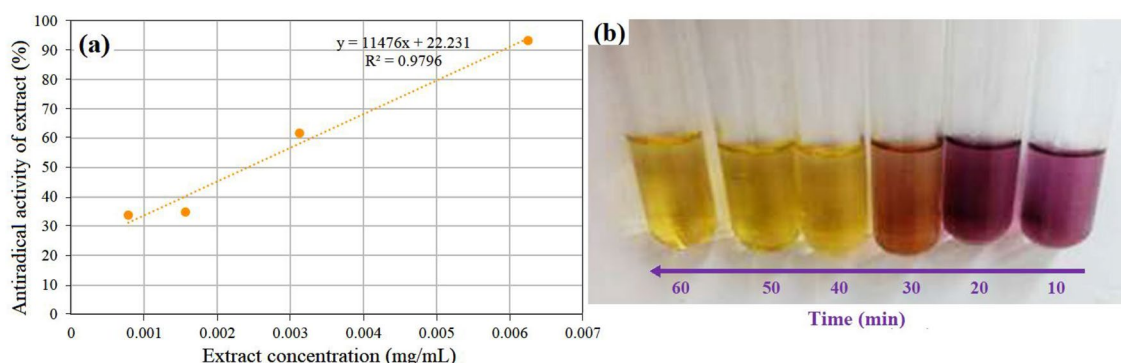 (a)
Antiradical activity of extract (%)
100
90
80
70
60
50
40
30
20
10
0
y = 11476x + 22.231
R² = 0.9796
0 0.001 0.002 0.003 0.004 0.005 0.006 0.007
Extract concentration (mg/mL)
(b)
60 50 40 30 20 10
Time (min)